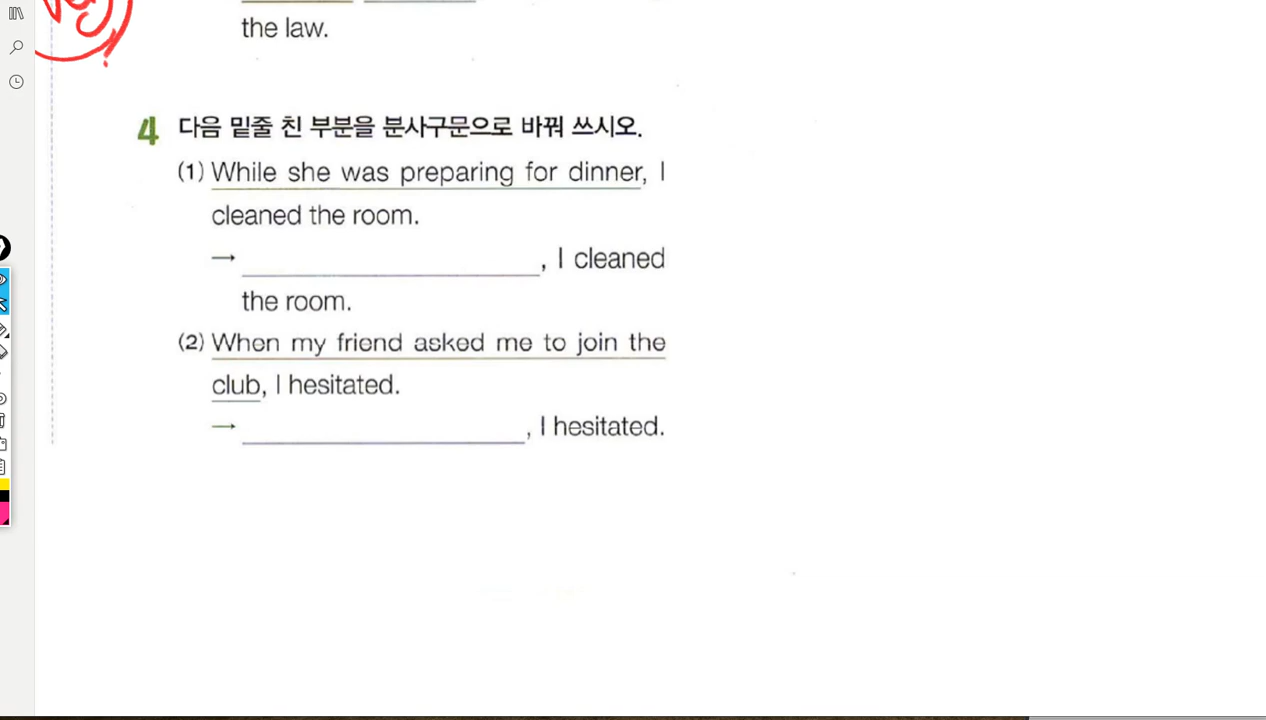 the law.
4 다음 밑줄 친 부분을 분사구문으로 바꿔 쓰시오.
(1) While she was preparing for dinner, I
cleaned the room.
→ , I cleaned
the room.
(2) When my friend asked me to join the
club, I hesitated.
→ , I hesitated.